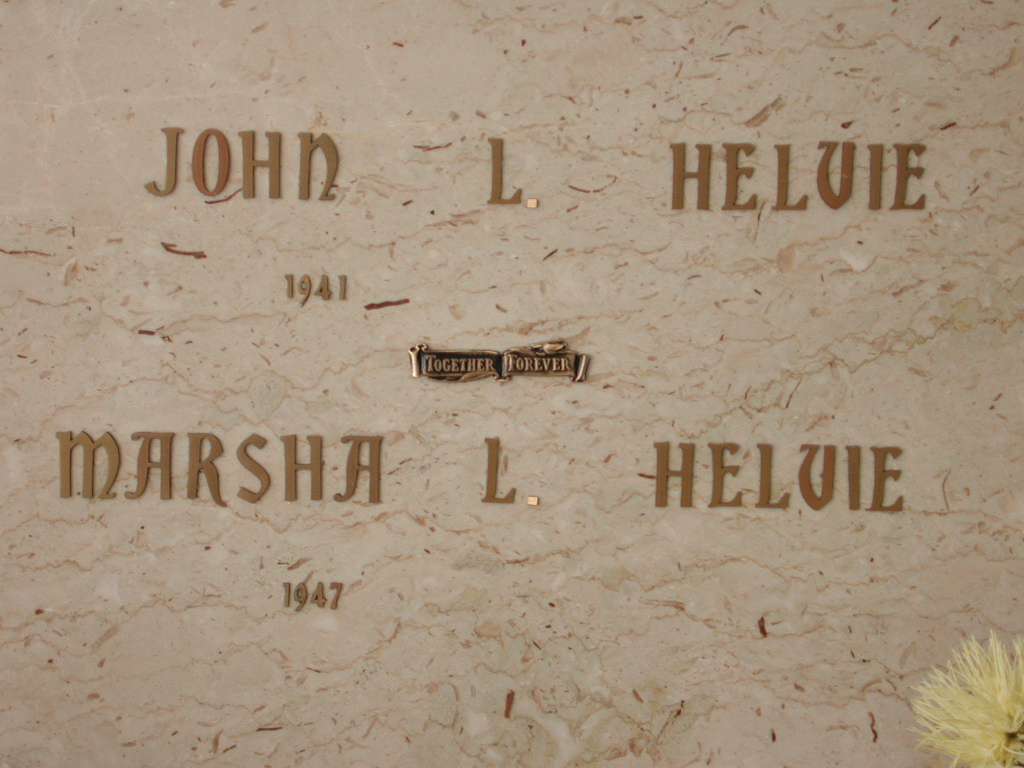 JOHN L. HELVIE
1941
TOGETHER FOREVER
MARSHA L. HELVIE
1947